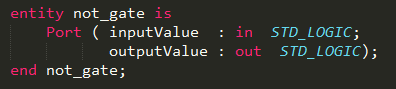 entity not_gate is
    Port ( inputValue  : in  STD_LOGIC;
           outputValue : out  STD_LOGIC);
end not_gate;